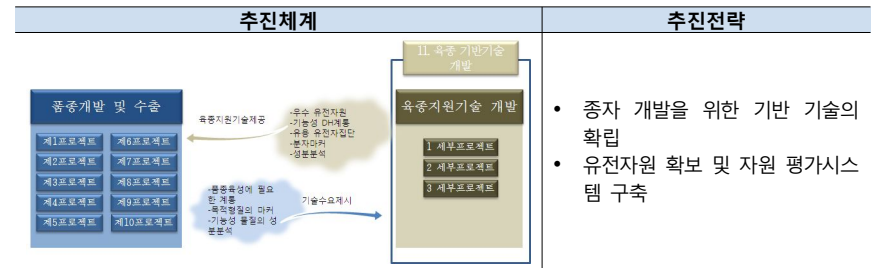 추진체계
추진전략
II. 육종 기반기술
개발
품종개발 및 수출
제1프로젝트
제6프로젝트
제2프로젝트
제7프로젝트
제3프로젝트
제8프로젝트
제4프로젝트
제9프로젝트
제5프로젝트
제10프로젝트
육종지원기술제공
-우수 유전자원
-기능성 DH계통
-유용 유전자집단
-분자마커
-성분분석
-품종육성에 필요
한 계통
-목적형질의 마커
-기능성 물질의 성
분분석
기술수요제시
육종지원기술 개발
1 세부프로젝트
2 세부프로젝트
3 세부프로젝트
• 종자 개발을 위한 기반 기술의
확립
• 유전자원 확보 및 자원 평가시스
템 구축